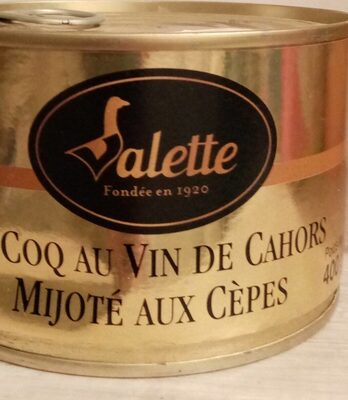 Valette
Fondée en 1920
COQ AU VIN DE CAHORS
MIJOTÉ AUX CÈPES